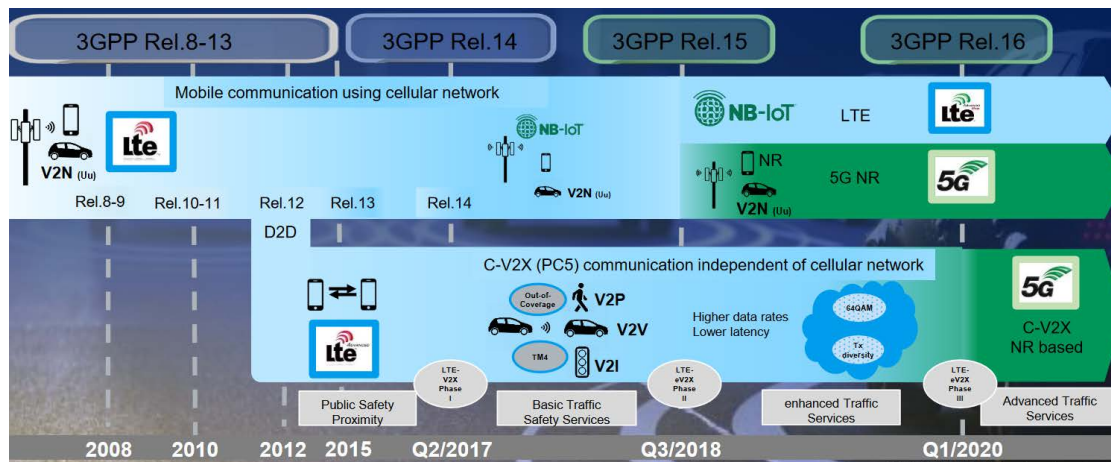 3GPP Rel.8-13
3GPP Rel.14
3GPP Rel.15
3GPP Rel.16
Mobile communication using cellular network
V2N (Uu)
Lte
NB-IoT
V2N (Uu)
NB-IoT
LTE
Lte
NR
V2N (Uu)
5G NR
5G
Rel.8-9
Rel.10-11
Rel.12
Rel.13
Rel.14
D2D
C-V2X (PC5) communication independent of cellular network
Lte Advanced
Out-of-
Coverage
V2P
V2V
TM4
V2I
Higher data rates
Lower latency
64QAM
Tx
diversity
5G
C-V2X
NR based
LTE-
V2X
Phase
I
LTE-
eV2X
Phase
II
LTE-
eV2X
Phase
III
Public Safety
Proximity
Basic Traffic
Safety Services
enhanced Traffic
Services
Advanced Traffic
Services
2008
2010
2012
2015
Q2/2017
Q3/2018
Q1/2020